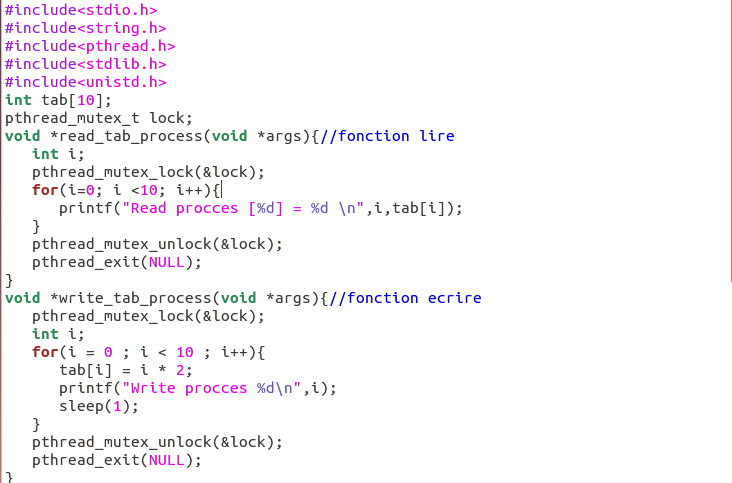 #include<stdio.h>
#include<string.h>
#include<pthread.h>
#include<stdlib.h>
#include<unistd.h>
int tab[10];
pthread_mutex_t lock;
void *read_tab_process(void *args){//fonction lire
   int i;
   pthread_mutex_lock(&lock);
   for(i=0; i <10; i++){
      printf("Read procces [%d] = %d \n",i,tab[i]);
   }
   pthread_mutex_unlock(&lock);
   pthread_exit(NULL);
}
void *write_tab_process(void *args){//fonction ecrire
   pthread_mutex_lock(&lock);
   int i;
   for(i = 0 ; i < 10 ; i++){
      tab[i] = i * 2;
      printf("Write procces %d\n",i);
      sleep(1);
   }
   pthread_mutex_unlock(&lock);
   pthread_exit(NULL);
}